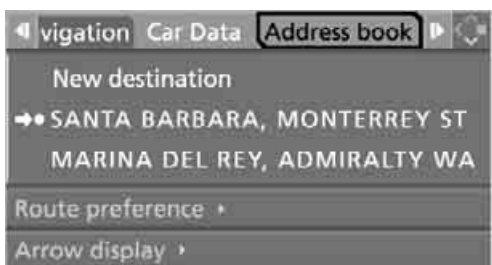 vigation Car Data Address book
New destination
SANTA BARBARA, MONTERREY ST
MARINA DEL REY, ADMIRALTY WA
Route preference
Arrow display